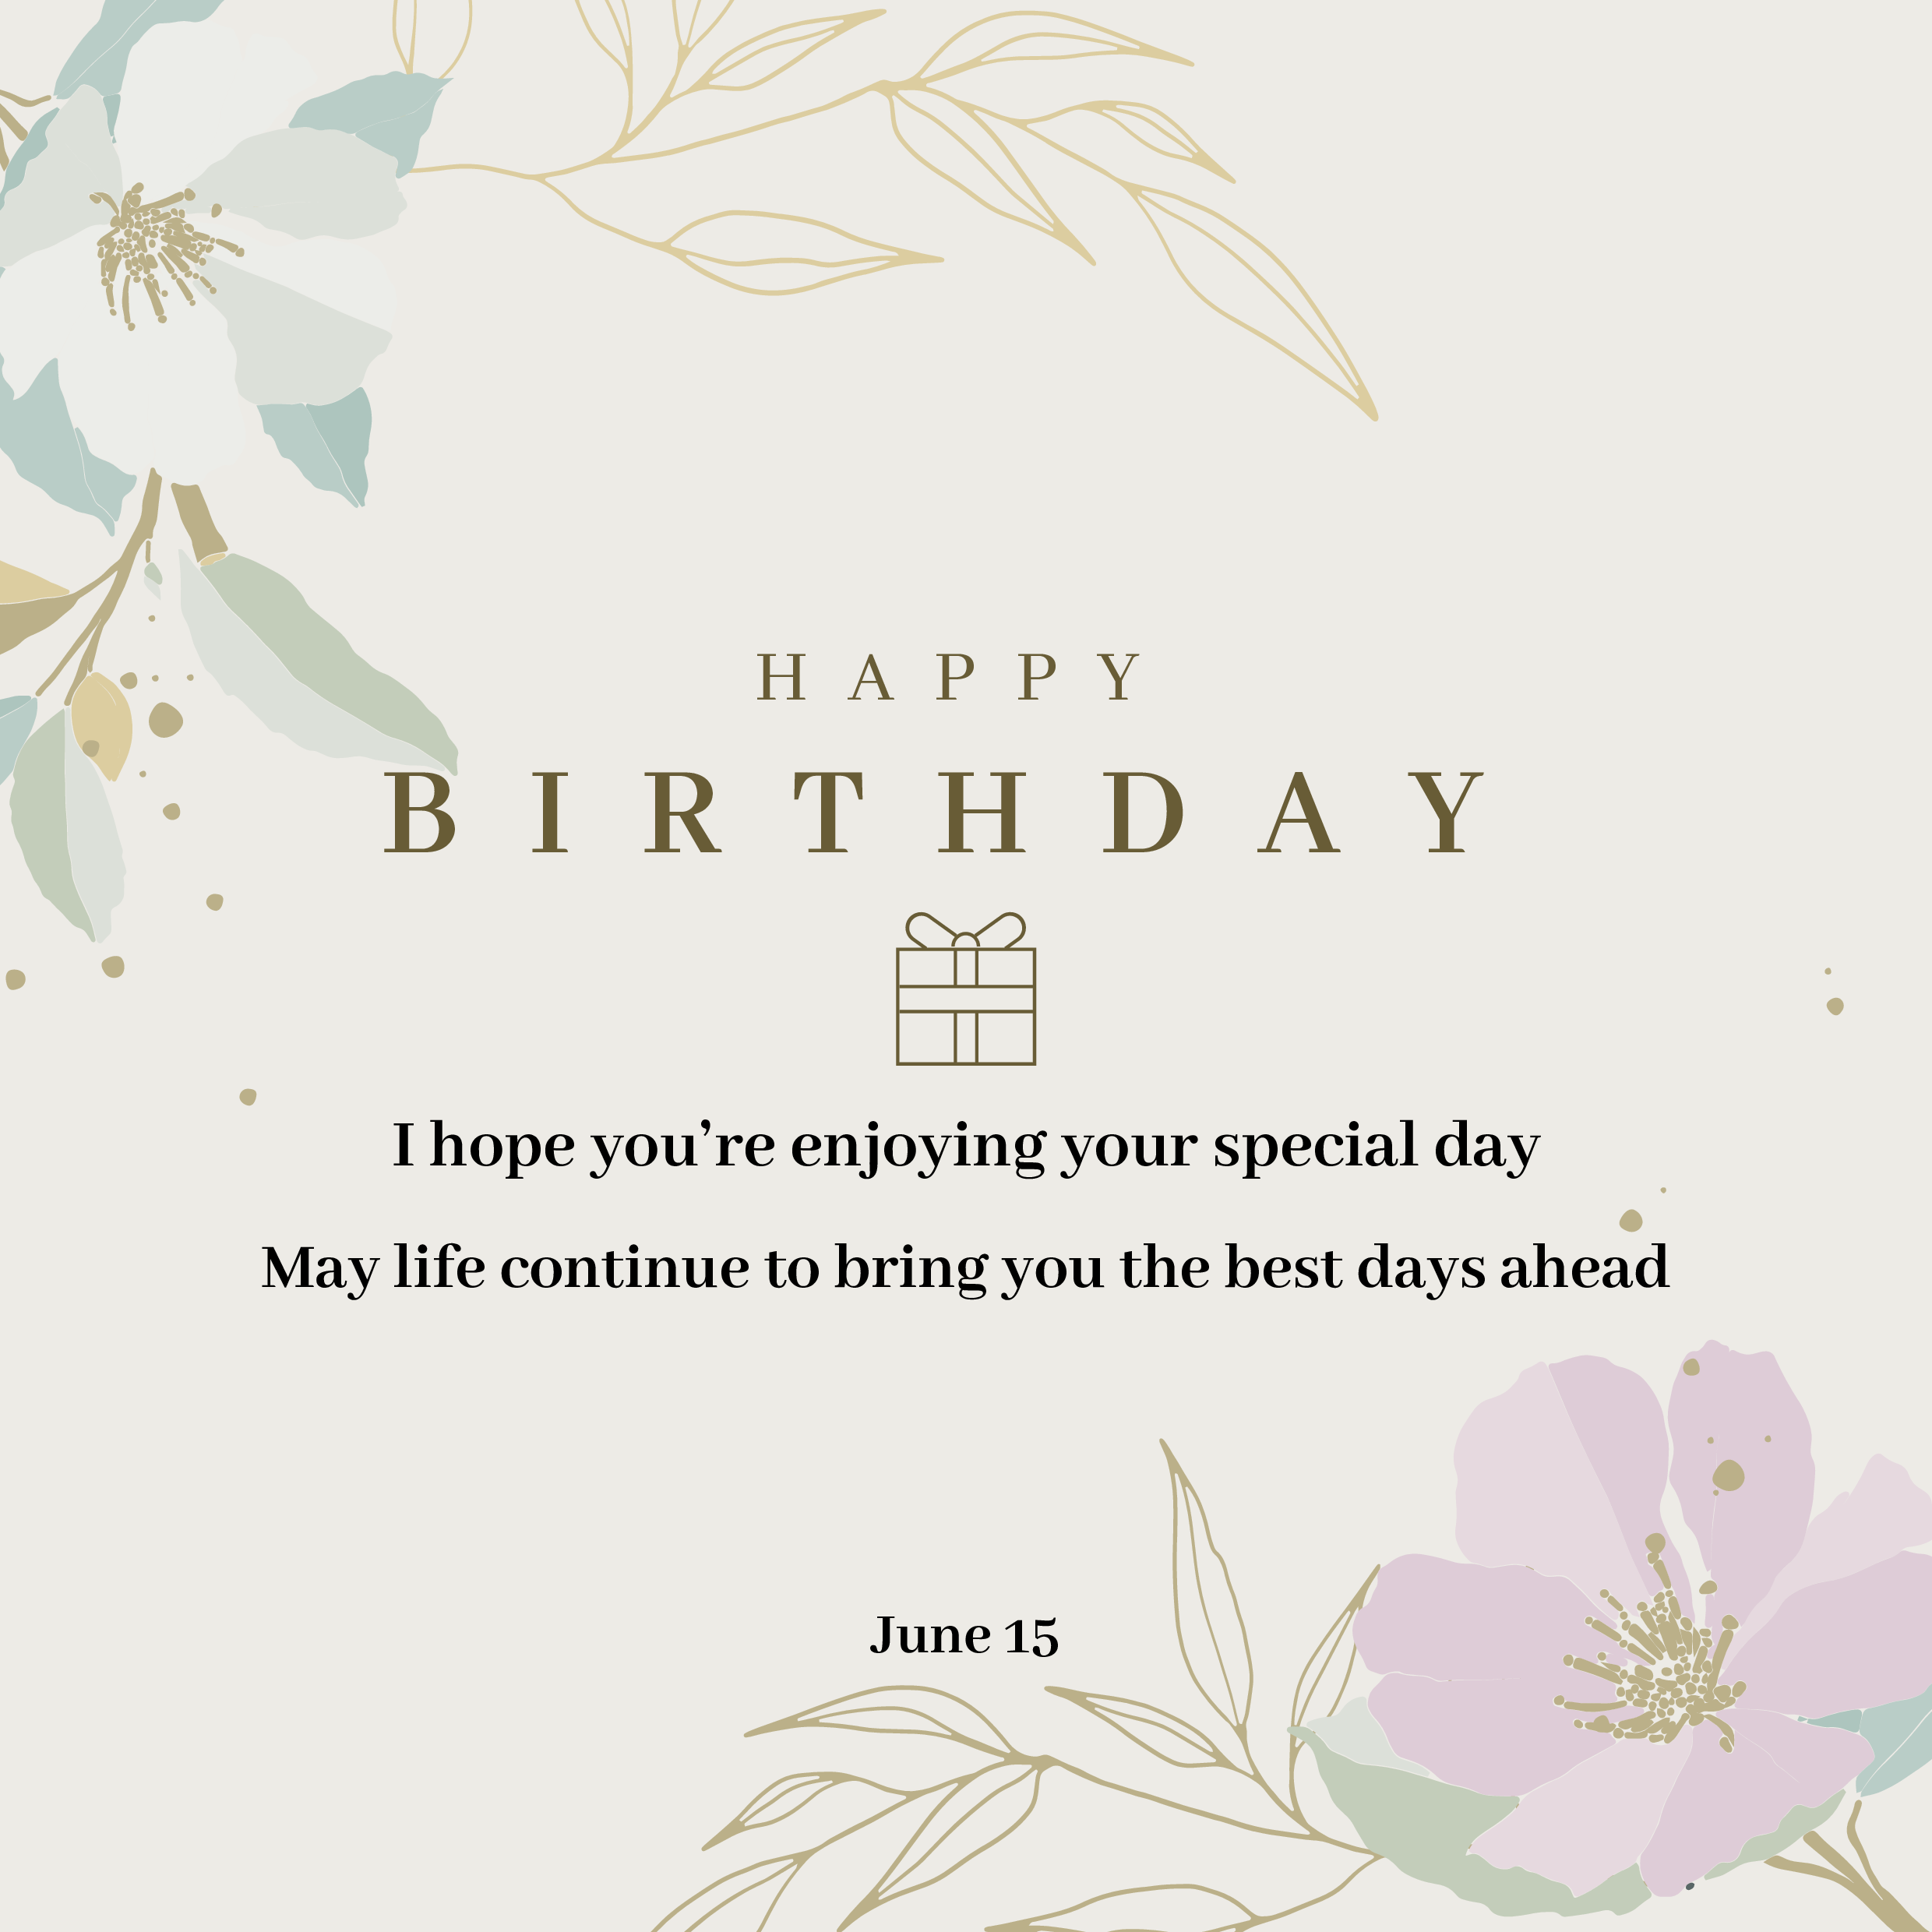 HAPPY
BIRTHDAY
I hope you’re enjoying your special day
May life continue to bring you the best days ahead
June 15